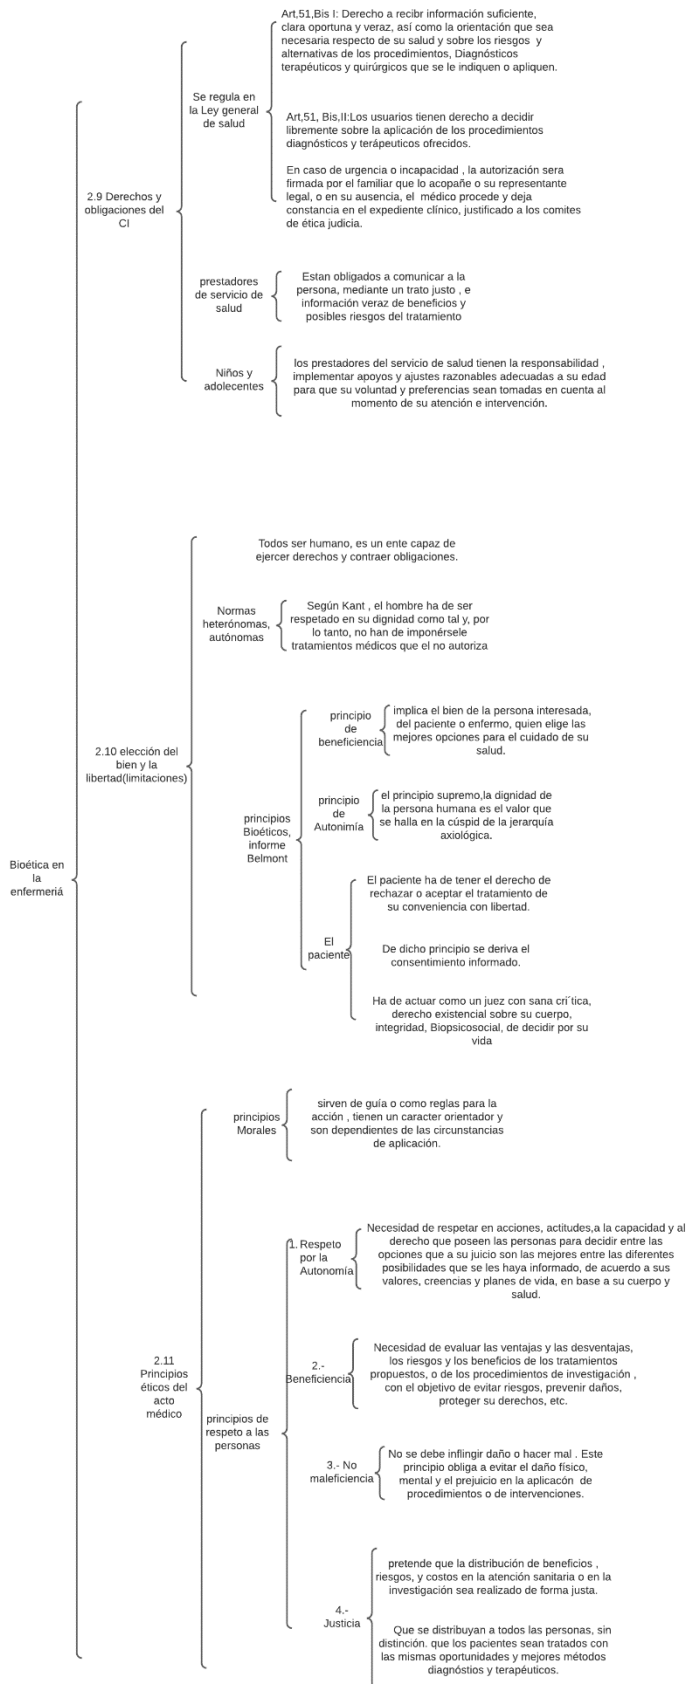 Bioética en
la
enfermeriá
2.9 Derechos y
obligaciones del
CI
Se regula en
la Ley general
de salud
Art,51,Bis I: Derecho a recibr información suficiente,
clara oportuna y veraz, así como la orientación que sea
necesaria respecto de su salud y sobre los riesgos y
alternativas de los procedimientos, Diagnósticos
terapéuticos y quirúrgicos que se le indiquen o apliquen.
Art,51, Bis,II:Los usuarios tienen derecho a decidir
libremente sobre la aplicación de los procedimientos
diagnósticos y terápeuticos ofrecidos.
En caso de urgencia o incapacidad , la autorización sera
firmada por el familiar que lo acopañe o su representante
legal, o en su ausencia, el médico procede y deja
constancia en el expediente clínico, justificado a los comites
de ética judicia.
prestadores
de servicio de
salud
Estan obligados a comunicar a la
persona, mediante un trato justo , e
información veraz de beneficios y
posibles riesgos del tratamiento
Niños y
adolecentes
los prestadores del servicio de salud tienen la responsabilidad ,
implementar apoyos y ajustes razonables adecuadas a su edad
para que su voluntad y preferencias sean tomadas en cuenta al
momento de su atención e intervención.
2.10 elección del
bien y la
libertad(limitaciones)
Todos ser humano, es un ente capaz de
ejercer derechos y contraer obligaciones.
Normas
heterónomas,
autónomas
Según Kant , el hombre ha de ser
respetado en su dignidad como tal y, por
lo tanto, no han de imponérsele
tratamientos médicos que el no autoriza
principios
Bioéticos,
informe
Belmont
principio
de
beneficiencia
implica el bien de la persona interesada,
del paciente o enfermo, quien elige las
mejores opciones para el cuidado de su
salud.
principio
de
Autonimía
el principio supremo,la dignidad de
la persona humana es el valor que
se halla en la cúspid de la jerarquía
axiológica.
El
paciente
El paciente ha de tener el derecho de
rechazar o aceptar el tratamiento de
su conveniencia con libertad.
De dicho principio se deriva el
consentimiento informado.
Ha de actuar como un juez con sana cri´tica,
derecho existencial sobre su cuerpo,
integridad, Biopsicosocial, de decidir por su
vida
2.11
Principios
éticos del
acto
médico
principios
Morales
sirven de guía o como reglas para la
acción , tienen un caracter orientador y
son dependientes de las circunstancias
de aplicación.
principios de
respeto a las
personas
1. Respeto
por la
Autonomía
Necesidad de respetar en acciones, actitudes,a la capacidad y al
derecho que poseen las personas para decidir entre las
opciones que a su juicio son las mejores entre las diferentes
posibilidades que se les haya informado, de acuerdo a sus
valores, creencias y planes de vida, en base a su cuerpo y
salud.
2.-
Beneficiencia
Necesidad de evaluar las ventajas y las desventajas,
los riesgos y los beneficios de los tratamientos
propuestos, o de los procedimientos de investigación ,
con el objetivo de evitar riesgos, prevenir daños,
proteger su derechos, etc.
3.- No
maleficiencia
No se debe inflingir daño o hacer mal . Este
principio obliga a evitar el daño físico,
mental y el prejuicio en la aplicacón de
procedimientos o de intervenciones.
4.-
Justicia
pretende que la distribución de beneficios ,
riesgos, y costos en la atención sanitaria o en la
investigación sea realizado de forma justa.
Que se distribuyan a todos las personas, sin
distinción. que los pacientes sean tratados con
las mismas oportunidades y mejores métodos
diagnóstios y terapéuticos.